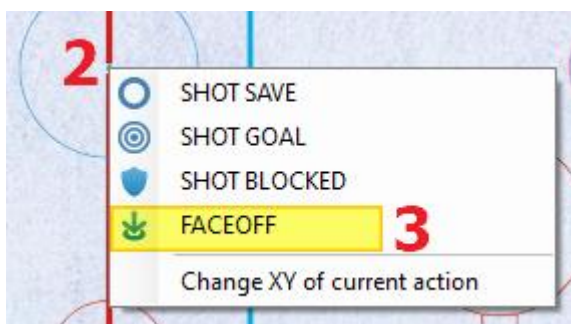 2
SHOT SAVE
SHOT GOAL
SHOT BLOCKED
FACEOFF 3
Change XY of current action